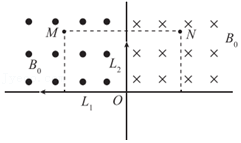 M N
B₀ L₂ B₀
L₁ O